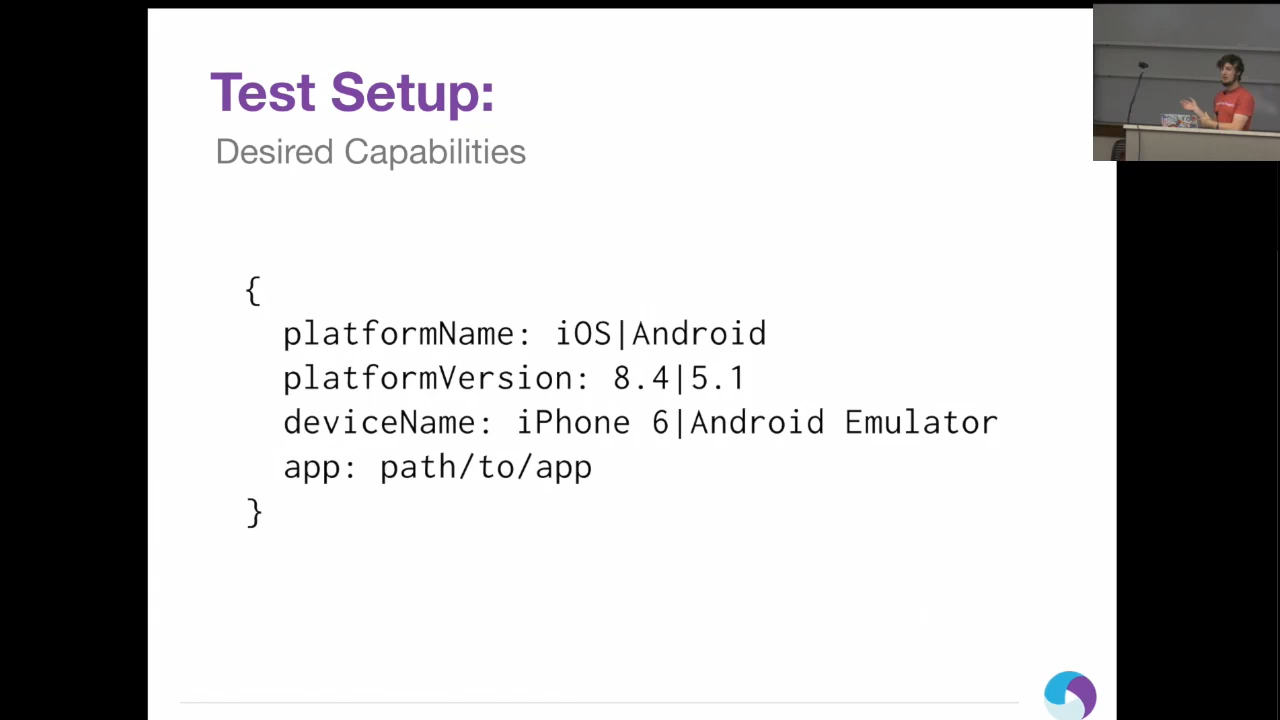 Test Setup:
Desired Capabilities
{
platformName: iOS|Android
platformVersion: 8.4|5.1
deviceName: iPhone 6|Android Emulator
app: path/to/app
}